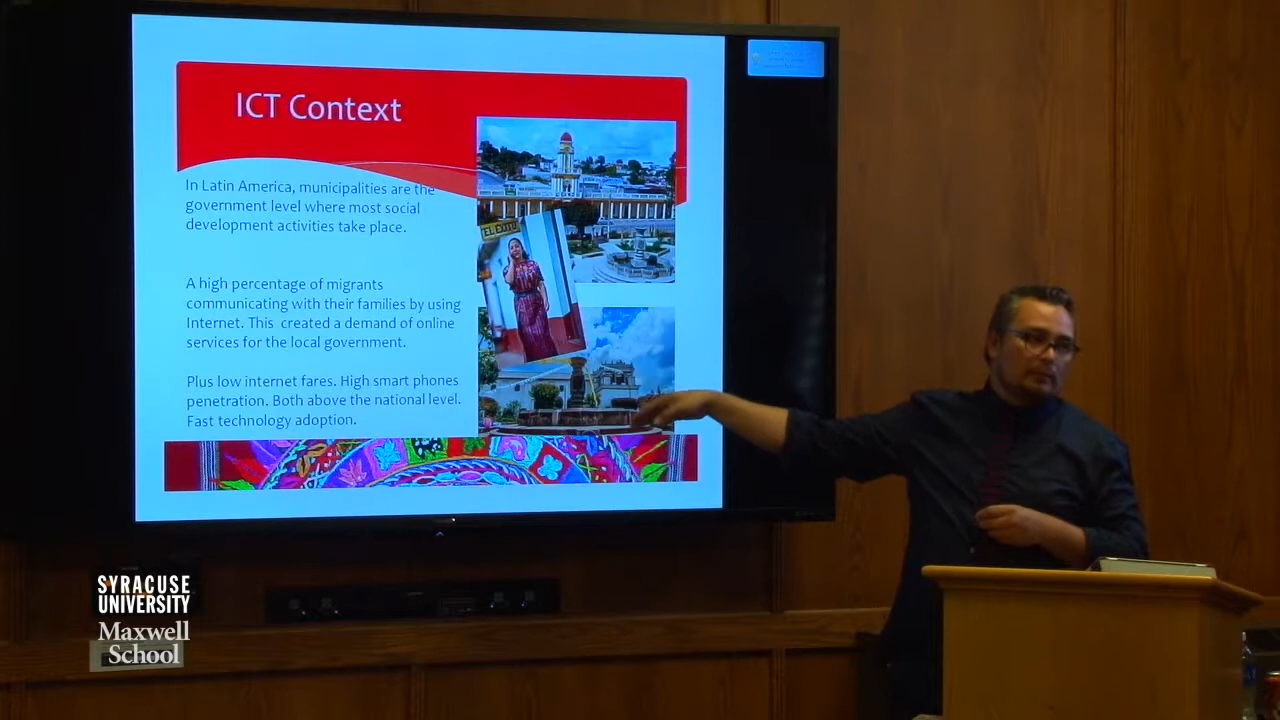 ICT Context
In Latin America, municipalities are the
government level where most social
development activities take place.
A high percentage of migrants
communicating with their families by using
Internet. This created a demand of online
services for the local government.
Plus low internet fares. High smart phones
penetration. Both above the national level.
Fast technology adoption.
SYRACUSE
UNIVERSITY
Maxwell
School